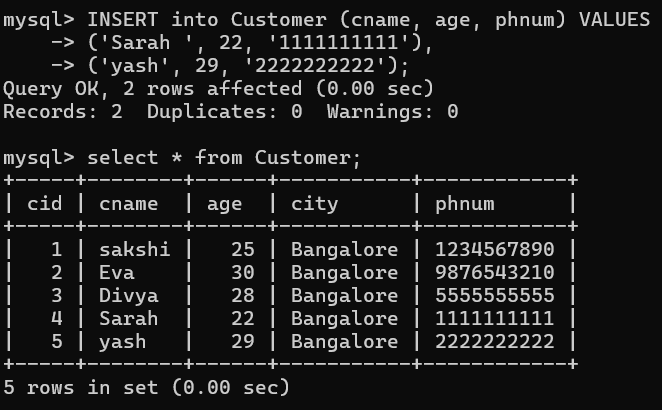 mysql> INSERT into Customer (cname, age, phnum) VALUES
    -> ('Sarah ', 22, '1111111111'),
    -> ('yash', 29, '2222222222');
Query OK, 2 rows affected (0.00 sec)
Records: 2  Duplicates: 0  Warnings: 0

mysql> select * from Customer;
+-----+--------+------+-----------+------------+
| cid | cname  | age  | city      | phnum      |
+-----+--------+------+-----------+------------+
|   1 | sakshi |   25 | Bangalore | 1234567890 |
|   2 | Eva    |   30 | Bangalore | 9876543210 |
|   3 | Divya  |   28 | Bangalore | 5555555555 |
|   4 | Sarah  |   22 | Bangalore | 1111111111 |
|   5 | yash   |   29 | Bangalore | 2222222222 |
+-----+--------+------+-----------+------------+
5 rows in set (0.00 sec)